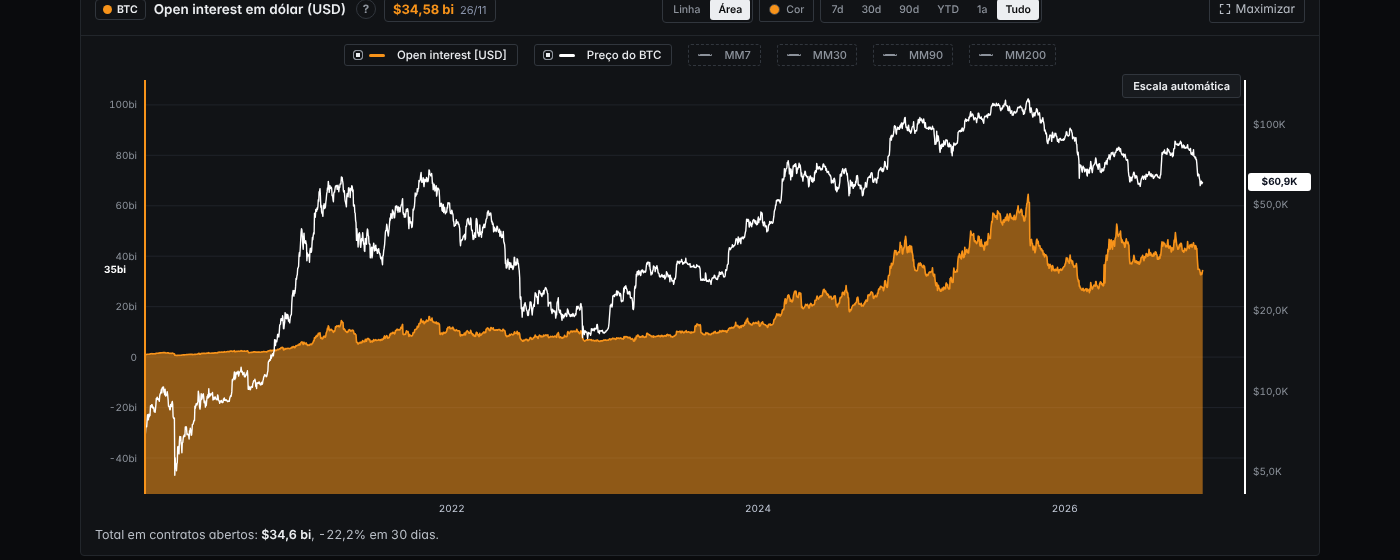 BTC Open interest em dólar (USD) ? $34,58 bi 26/11 Linha Área Cor 7d 30d 90d YTD 1a Tudo Maximizar
Open interest [USD] Preço do BTC MM7 MM30 MM90 MM200
Escala automática
100bi
80bi
60bi
40bi
35bi
20bi
0
-20bi
-40bi
$100K
$60,9K
$50,0K
$20,0K
$10,0K
$5,0K
2022 2024 2026
Total em contratos abertos: $34,6 bi, -22,2% em 30 dias.